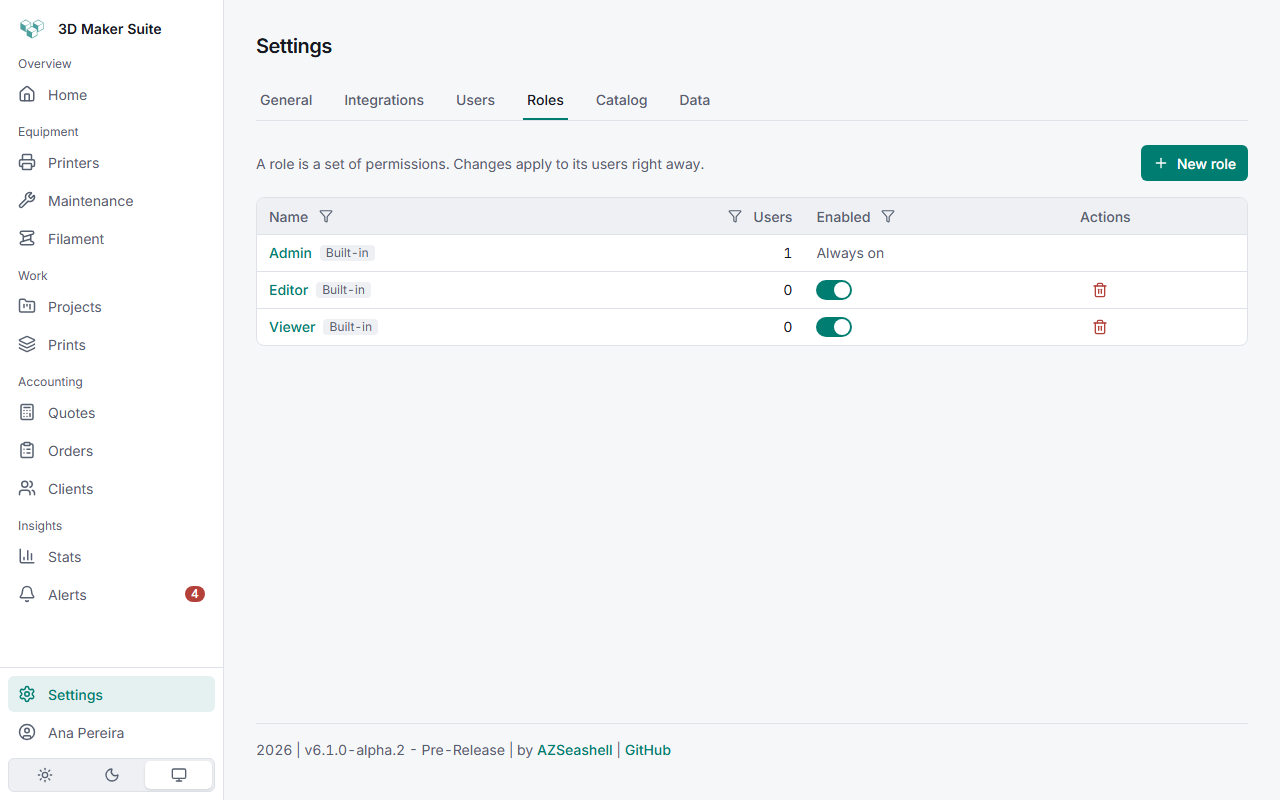 3D Maker Suite
Overview
Home
Equipment
Printers
Maintenance
Filament
Work
Projects
Prints
Accounting
Quotes
Orders
Clients
Insights
Stats
Alerts 4
Settings
Ana Pereira
Settings
General Integrations Users Roles Catalog Data
A role is a set of permissions. Changes apply to its users right away.
New role
Name Users Enabled Actions
Admin Built-in 1 Always on
Editor Built-in 0
Viewer Built-in 0
2026 | v6.1.0-alpha.2 - Pre-Release | by AZSeashell | GitHub